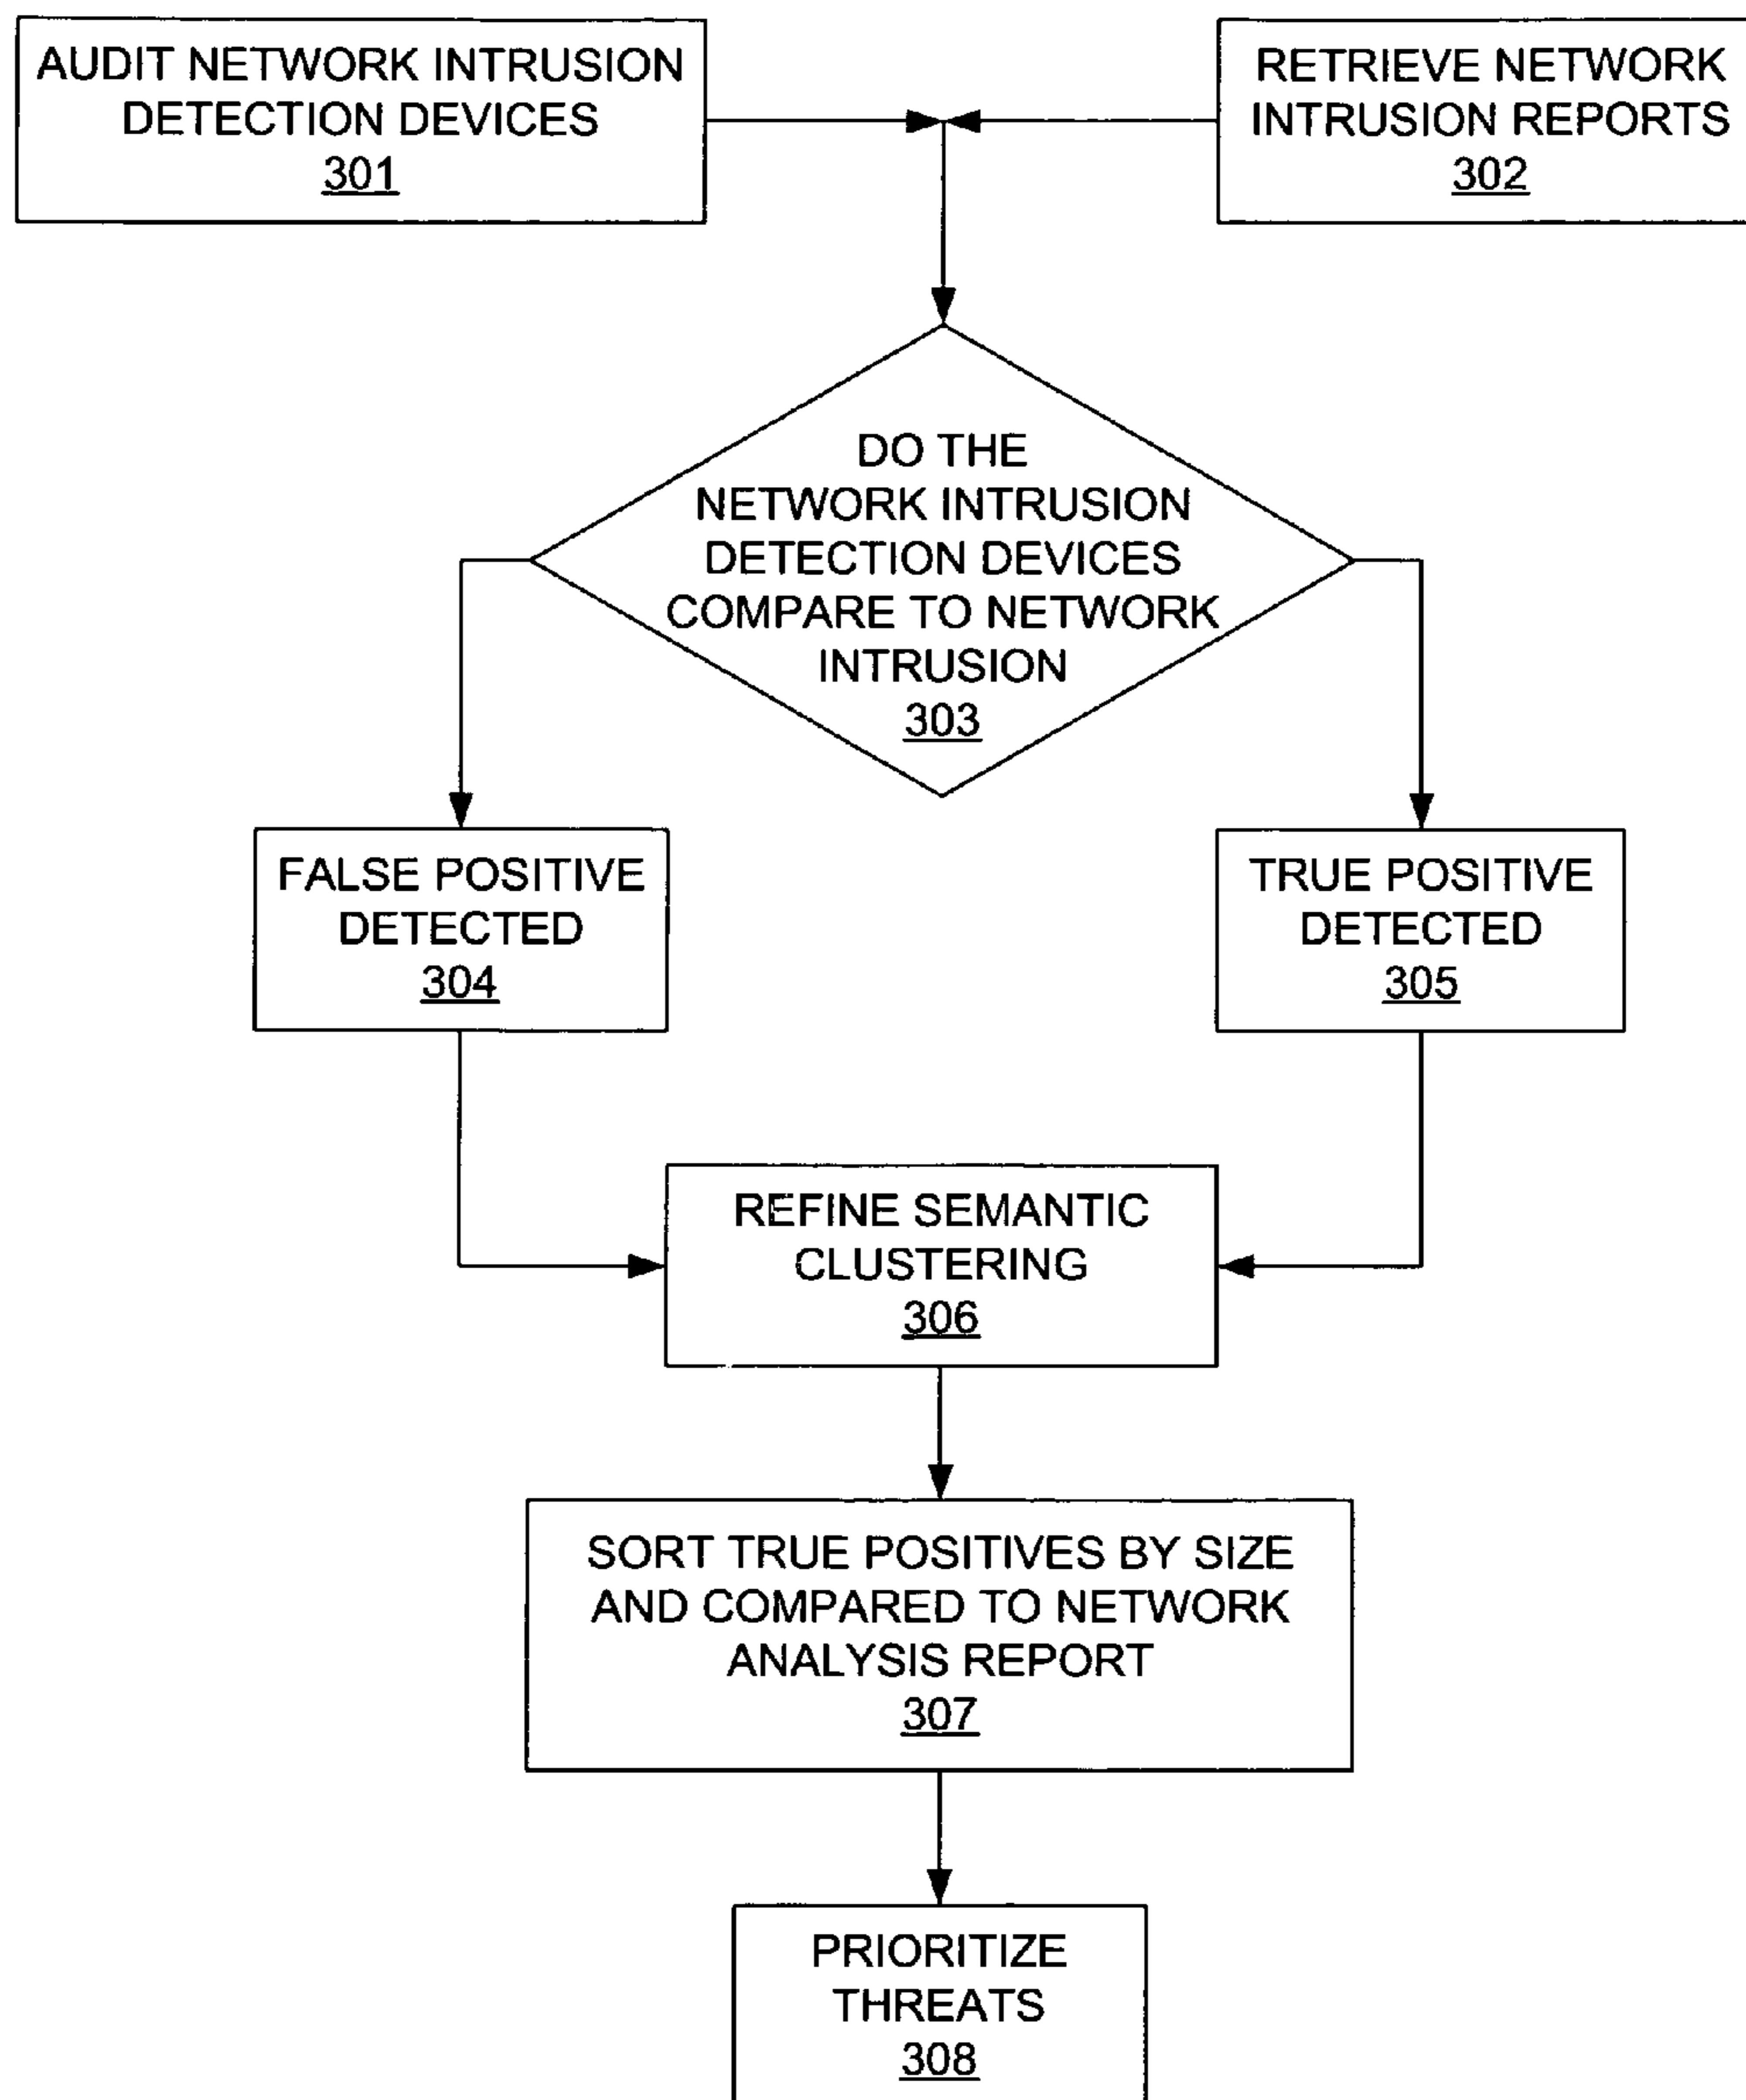 AUDIT NETWORK INTRUSION
DETECTION DEVICES
301
RETRIEVE NETWORK
INTRUSION REPORTS
302
DO THE
NETWORK INTRUSION
DETECTION DEVICES
COMPARE TO NETWORK
INTRUSION
303
FALSE POSITIVE
DETECTED
304
TRUE POSITIVE
DETECTED
305
REFINE SEMANTIC
CLUSTERING
306
SORT TRUE POSITIVES BY SIZE
AND COMPARED TO NETWORK
ANALYSIS REPORT
307
PRIORITIZE
THREATS
308